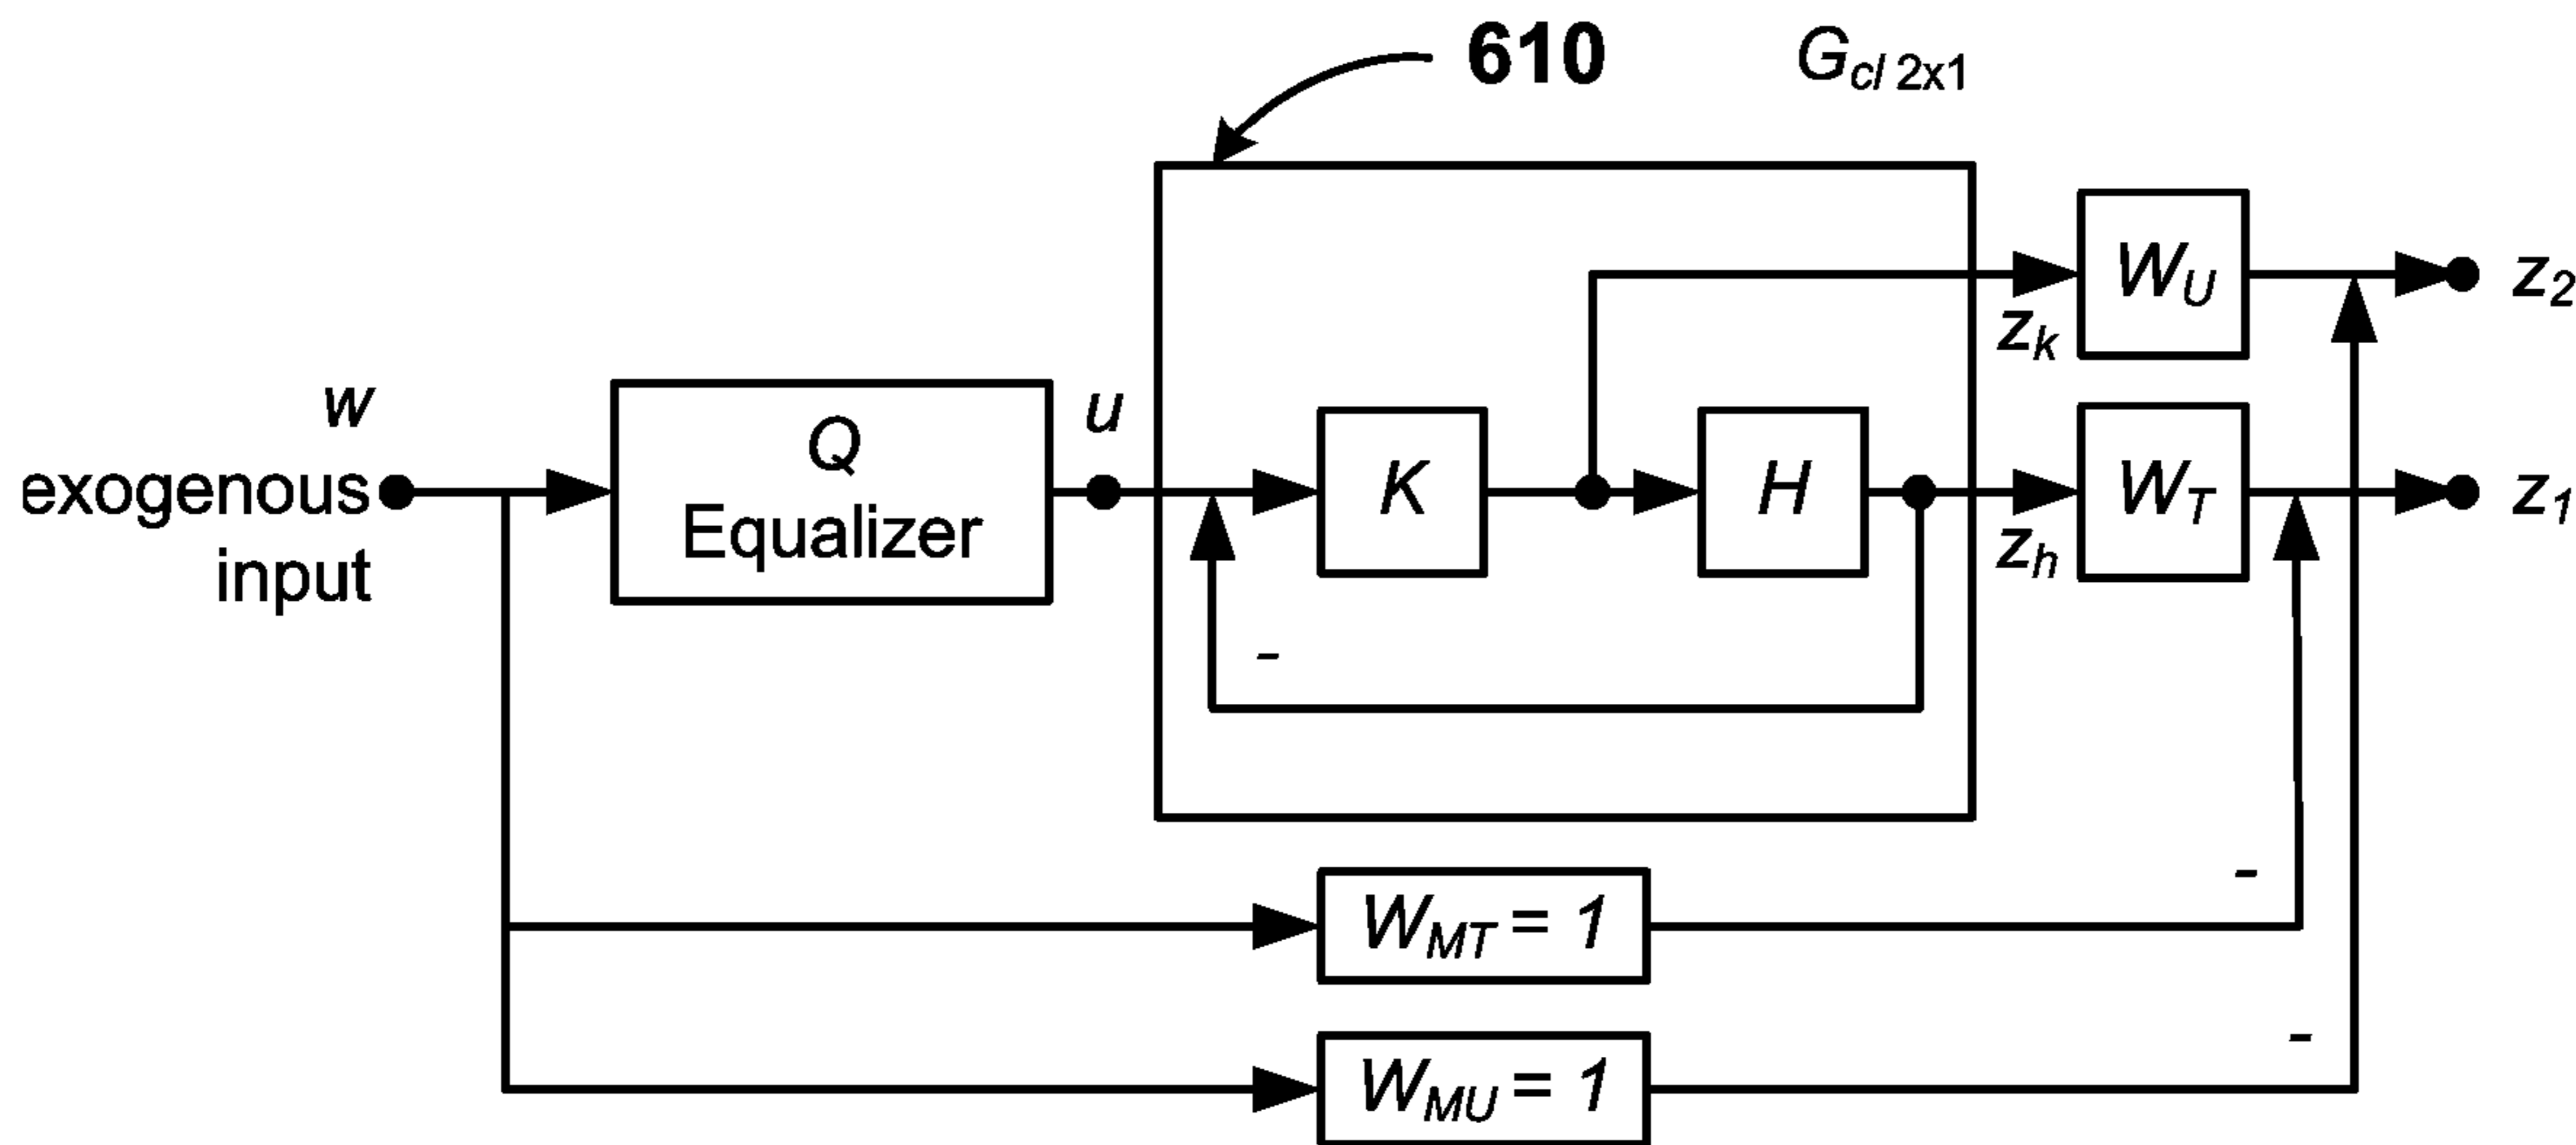 610
G_cl 2x1
W_U
z_2
z_k
w
exogenous
input
Q
Equalizer
u
K
H
W_T
z_1
z_h
-
-
W_MT = 1
-
W_MU = 1